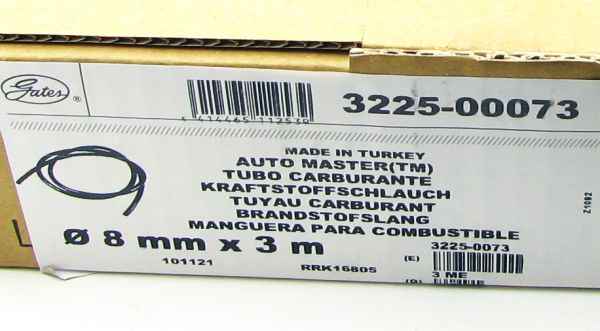 Gates ®
3225-00073
MADE IN TURKEY
AUTO MASTER(TM)
TUBO CARBURANTE
KRAFTSTOFFSCHLAUCH
TUYAU CARBURANT
BRANDSTOFSLANG
MANGUERA PARA COMBUSTIBLE
Ø 8 mm x 3 m
101121
RRK16805
3225-0073
(E)
3 ME
Z1092
L